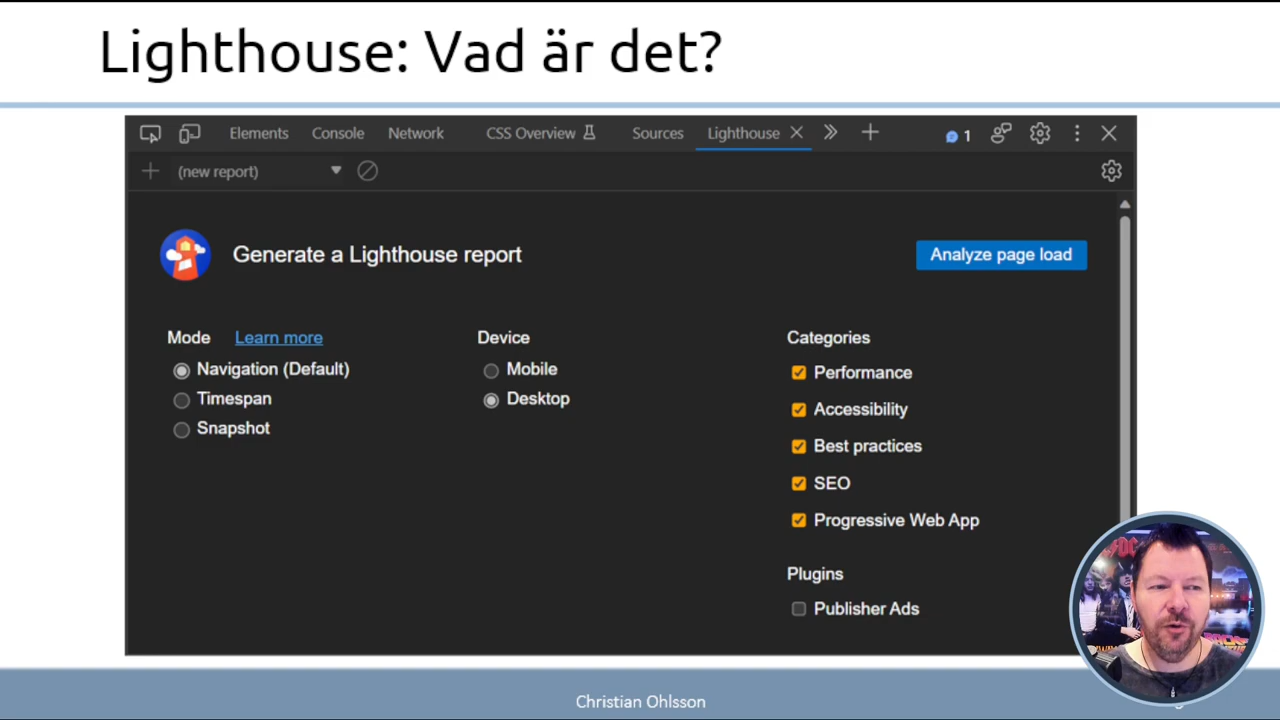 Lighthouse: Vad är det?
Elements Console Network CSS Overview Sources Lighthouse 1
(new report)
Generate a Lighthouse report
Analyze page load
Mode Learn more Device Categories
Navigation (Default) Mobile Performance
Timespan Desktop Accessibility
Snapshot Best practices
SEO
Progressive Web App
Plugins
Publisher Ads
Christian Ohlsson